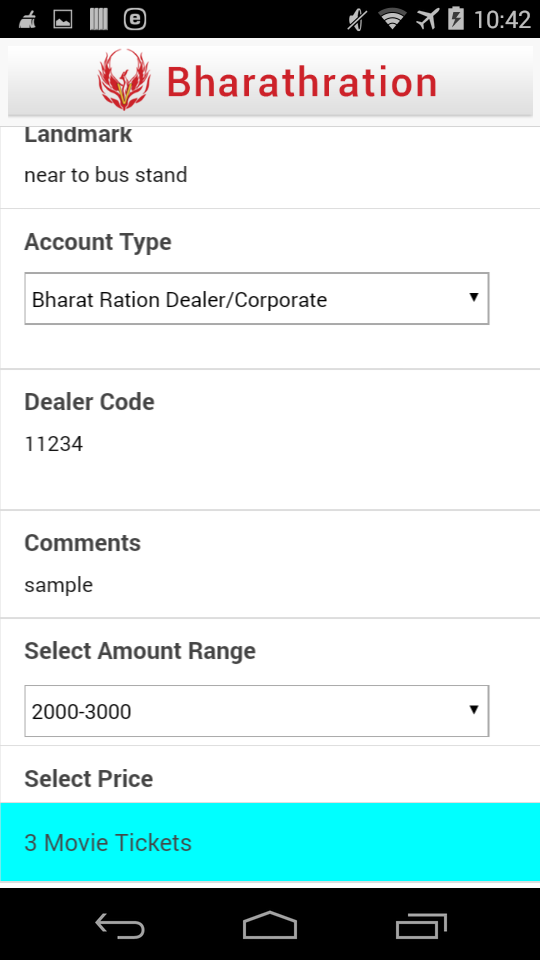 10:42
Bharathration
Landmark
near to bus stand
Account Type
Bharat Ration Dealer/Corporate
Dealer Code
11234
Comments
sample
Select Amount Range
2000-3000
Select Price
3 Movie Tickets